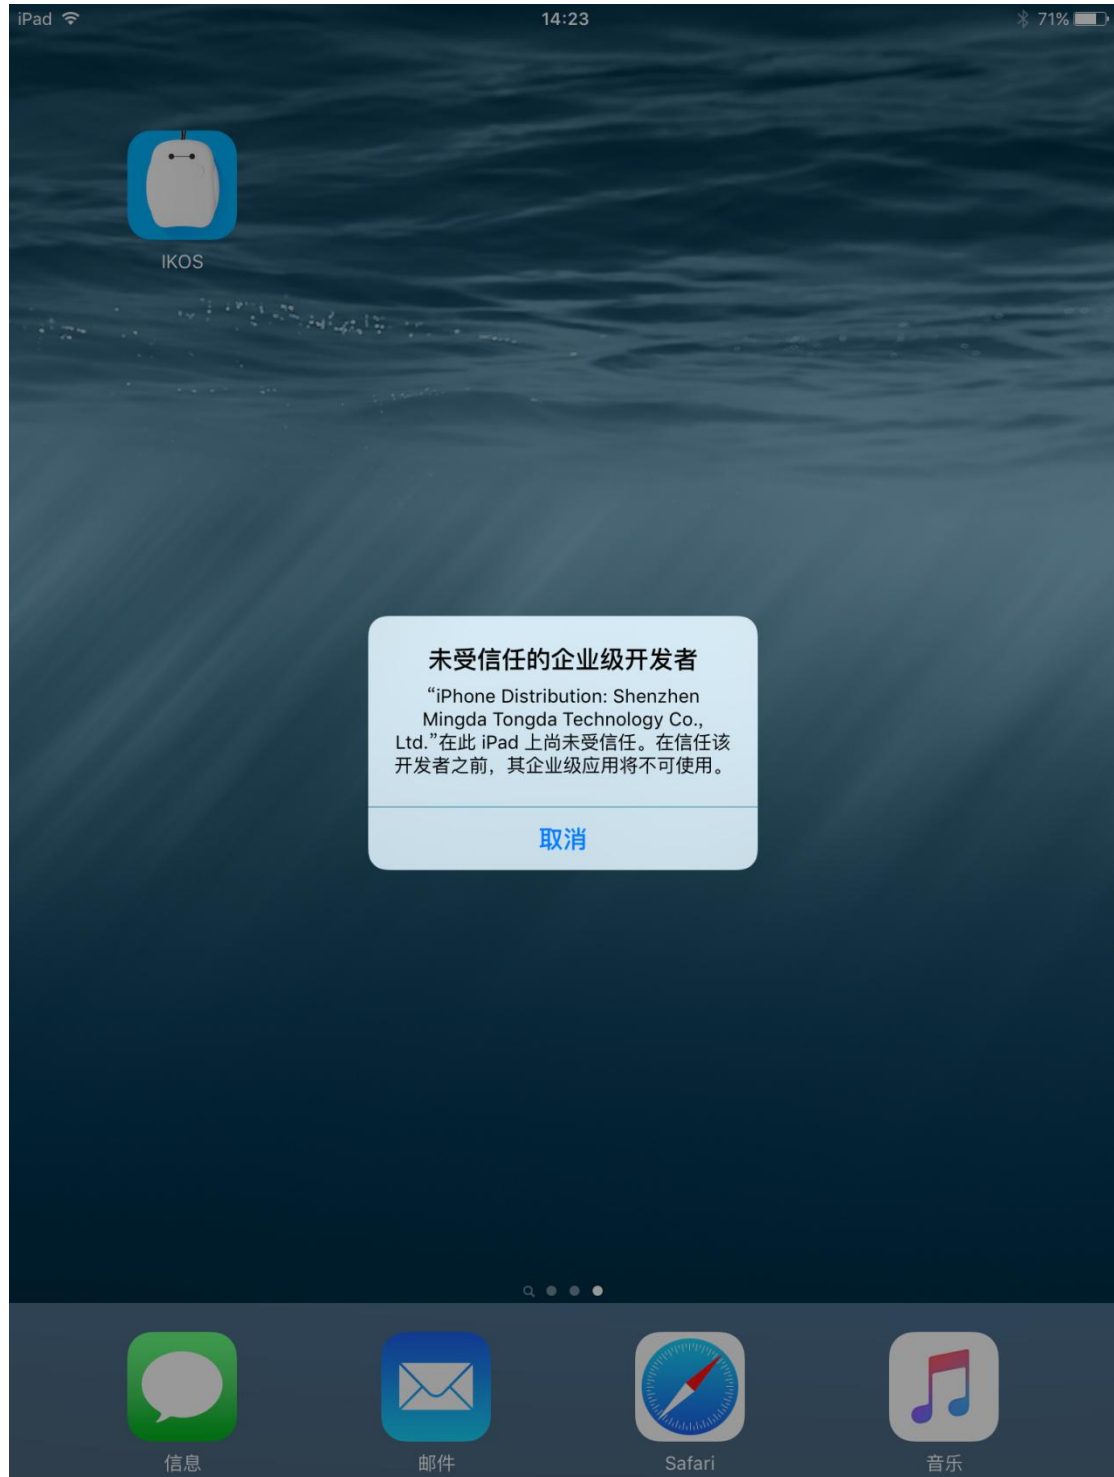 iPad
14:23
71%
IKOS
未受信任的企业级开发者
“iPhone Distribution: Shenzhen
Mingda Tongda Technology Co.,
Ltd.”在此 iPad 上尚未受信任。在信任该
开发者之前，其企业级应用将不可使用。
取消
信息
邮件
Safari
音乐